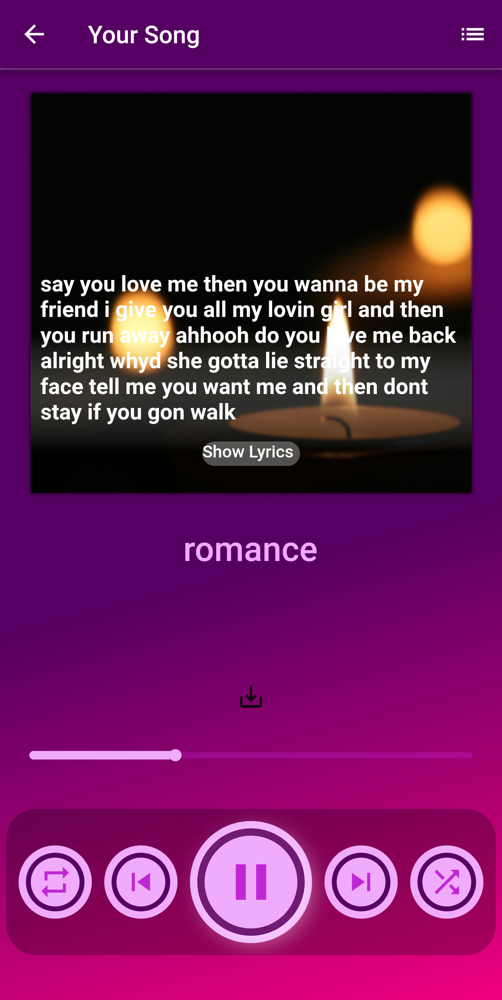 Your Song
say you love me then you wanna be my
friend i give you all my lovin girl and then
you run away ahhooh do you love me back
alright whyd she gotta lie straight to my
face tell me you want me and then dont
stay if you gon walk
Show Lyrics
romance